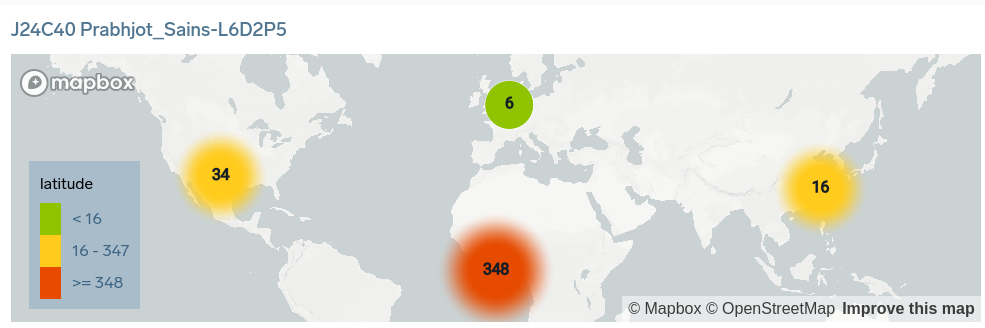 J24C40 Prabhjot_Sains-L6D2P5
mapbox
6
34
16
348
latitude
< 16
16 - 347
>= 348
© Mapbox © OpenStreetMap Improve this map